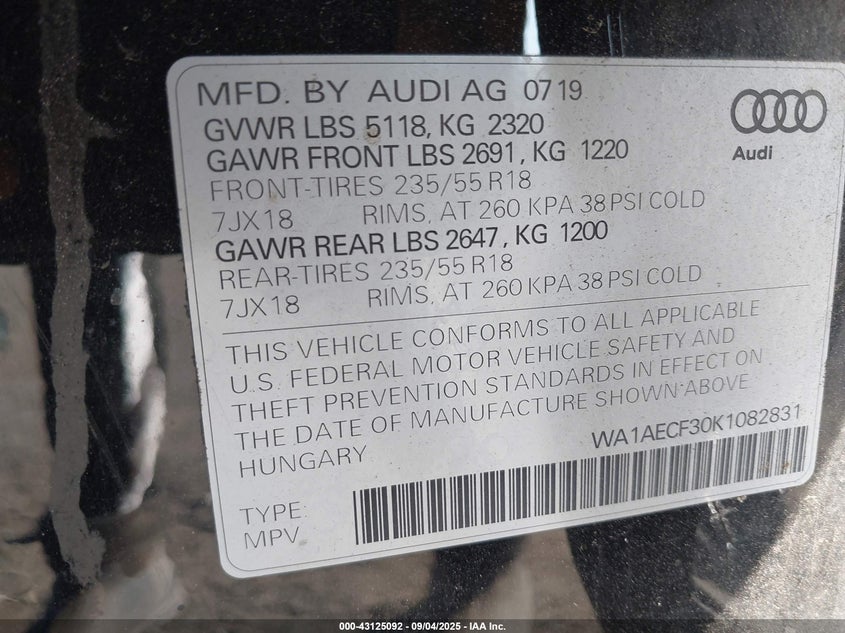 MFD. BY AUDI AG 07 19
GVWR LBS 5118, KG 2320
GAWR FRONT LBS 2691, KG 1220
FRONT-TIRES 235/55 R18
7JX18 RIMS, AT 260 KPA 38 PSI COLD
GAWR REAR LBS 2647, KG 1200
REAR-TIRES 235/55 R18
7JX18 RIMS, AT 260 KPA 38 PSI COLD
Audi
THIS VEHICLE CONFORMS TO ALL APPLICABLE
U.S. FEDERAL MOTOR VEHICLE SAFETY AND
THEFT PREVENTION STANDARDS IN EFFECT ON
THE DATE OF MANUFACTURE SHOWN ABOVE
HUNGARY
WA1AECF30K1082831
TYPE:
MPV
000-43125092 - 09/04/2025 - IAA Inc.